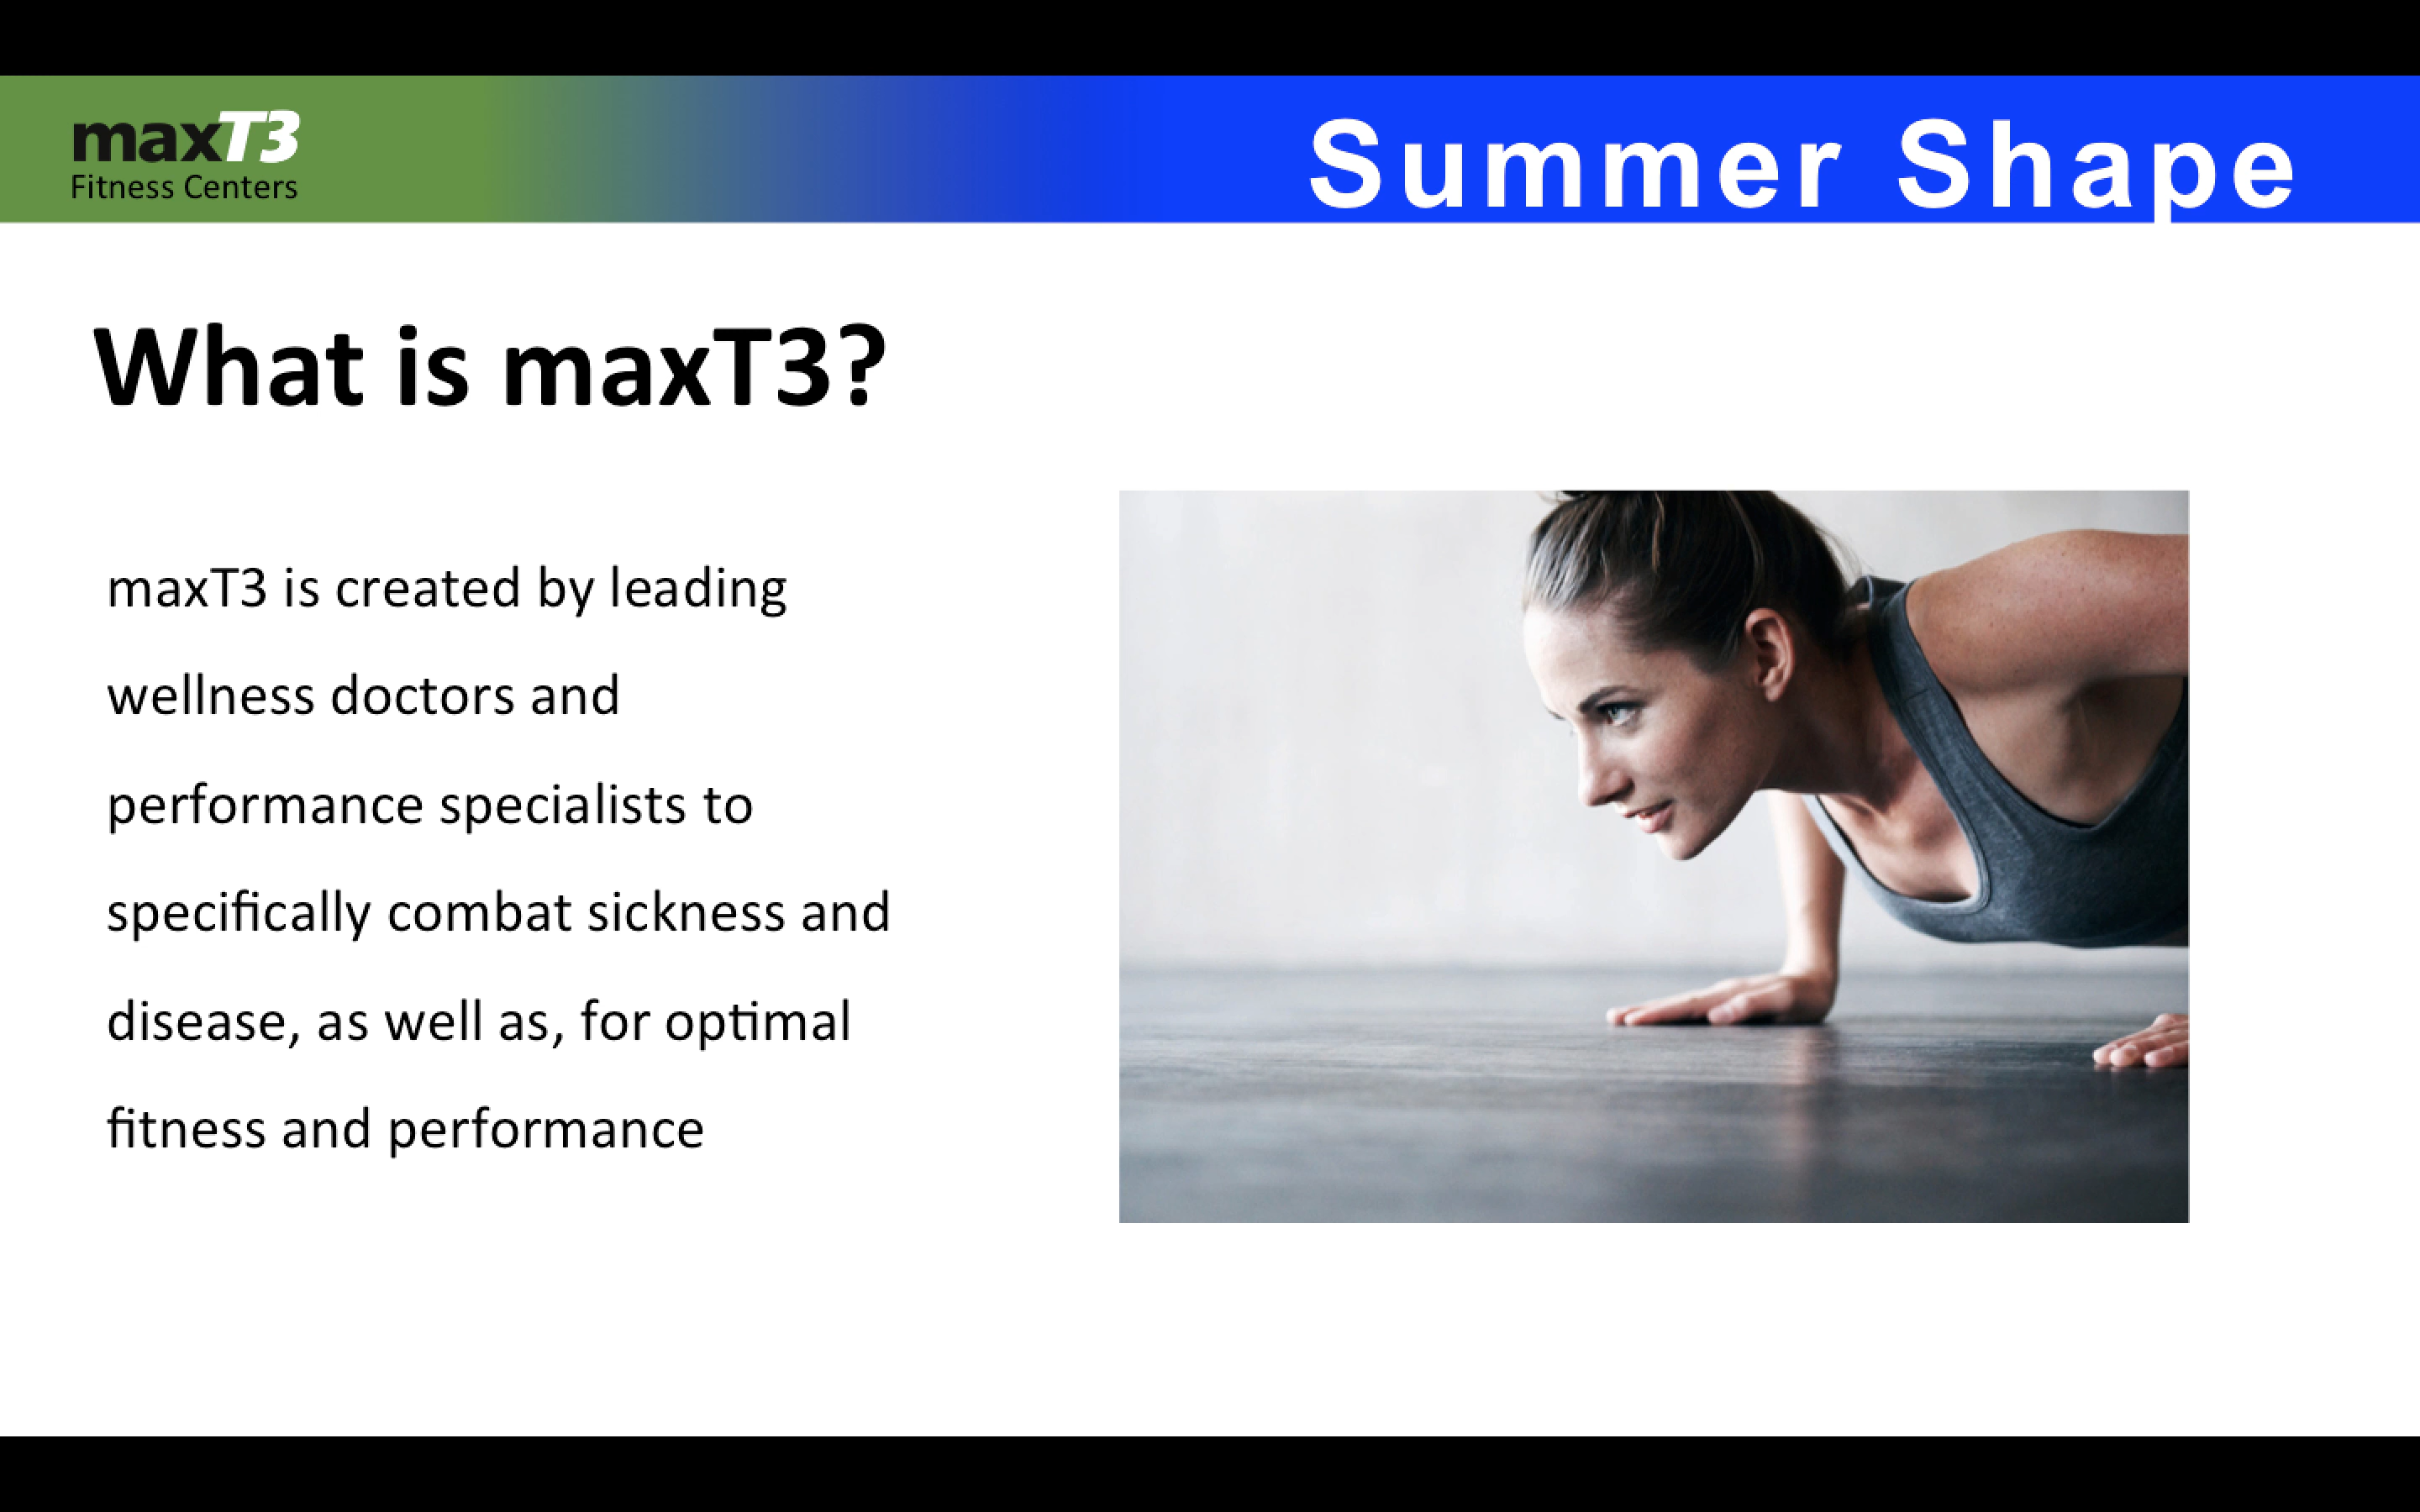 maxT3
Fitness Centers
Summer Shape
What is maxT3?
maxT3 is created by leading
wellness doctors and
performance specialists to
specifically combat sickness and
disease, as well as, for optimal
fitness and performance